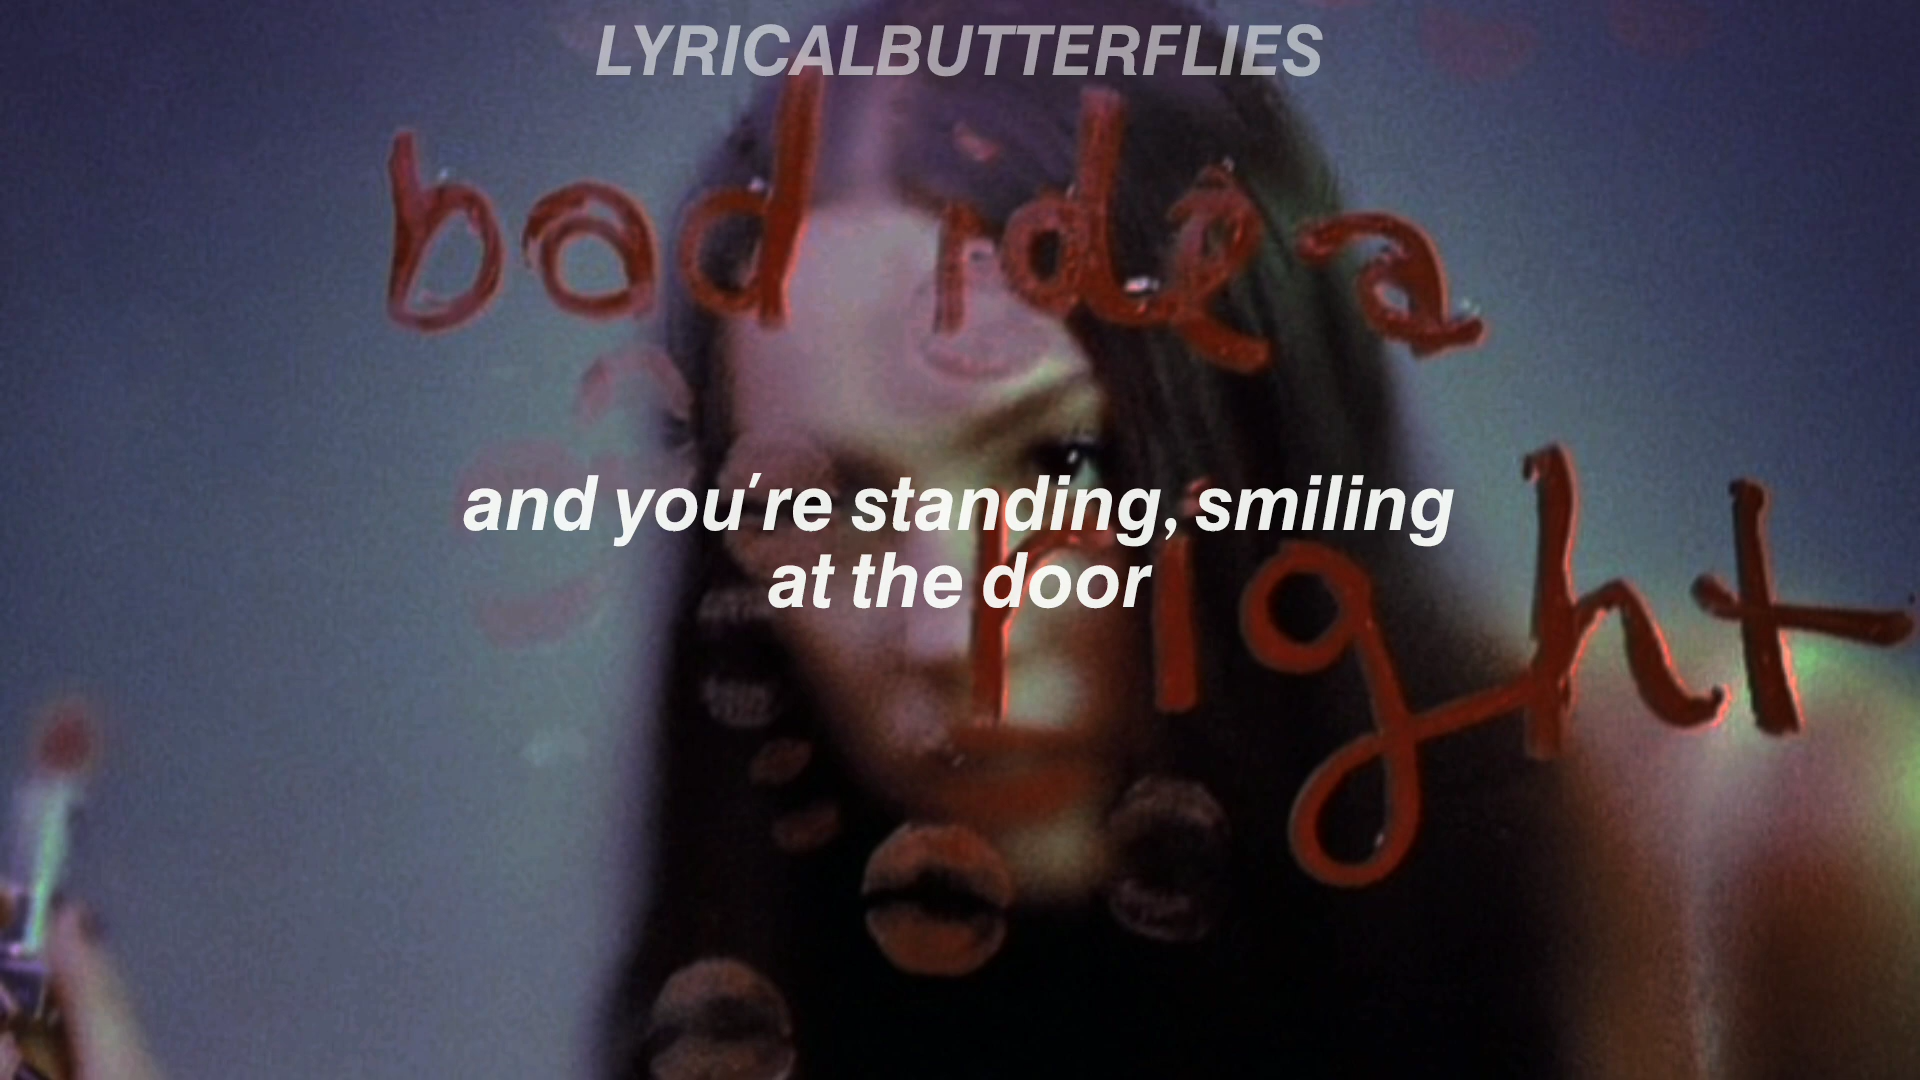 LYRICALBUTTERFLIES
bad idea
and you're standing, smiling
at the door
right